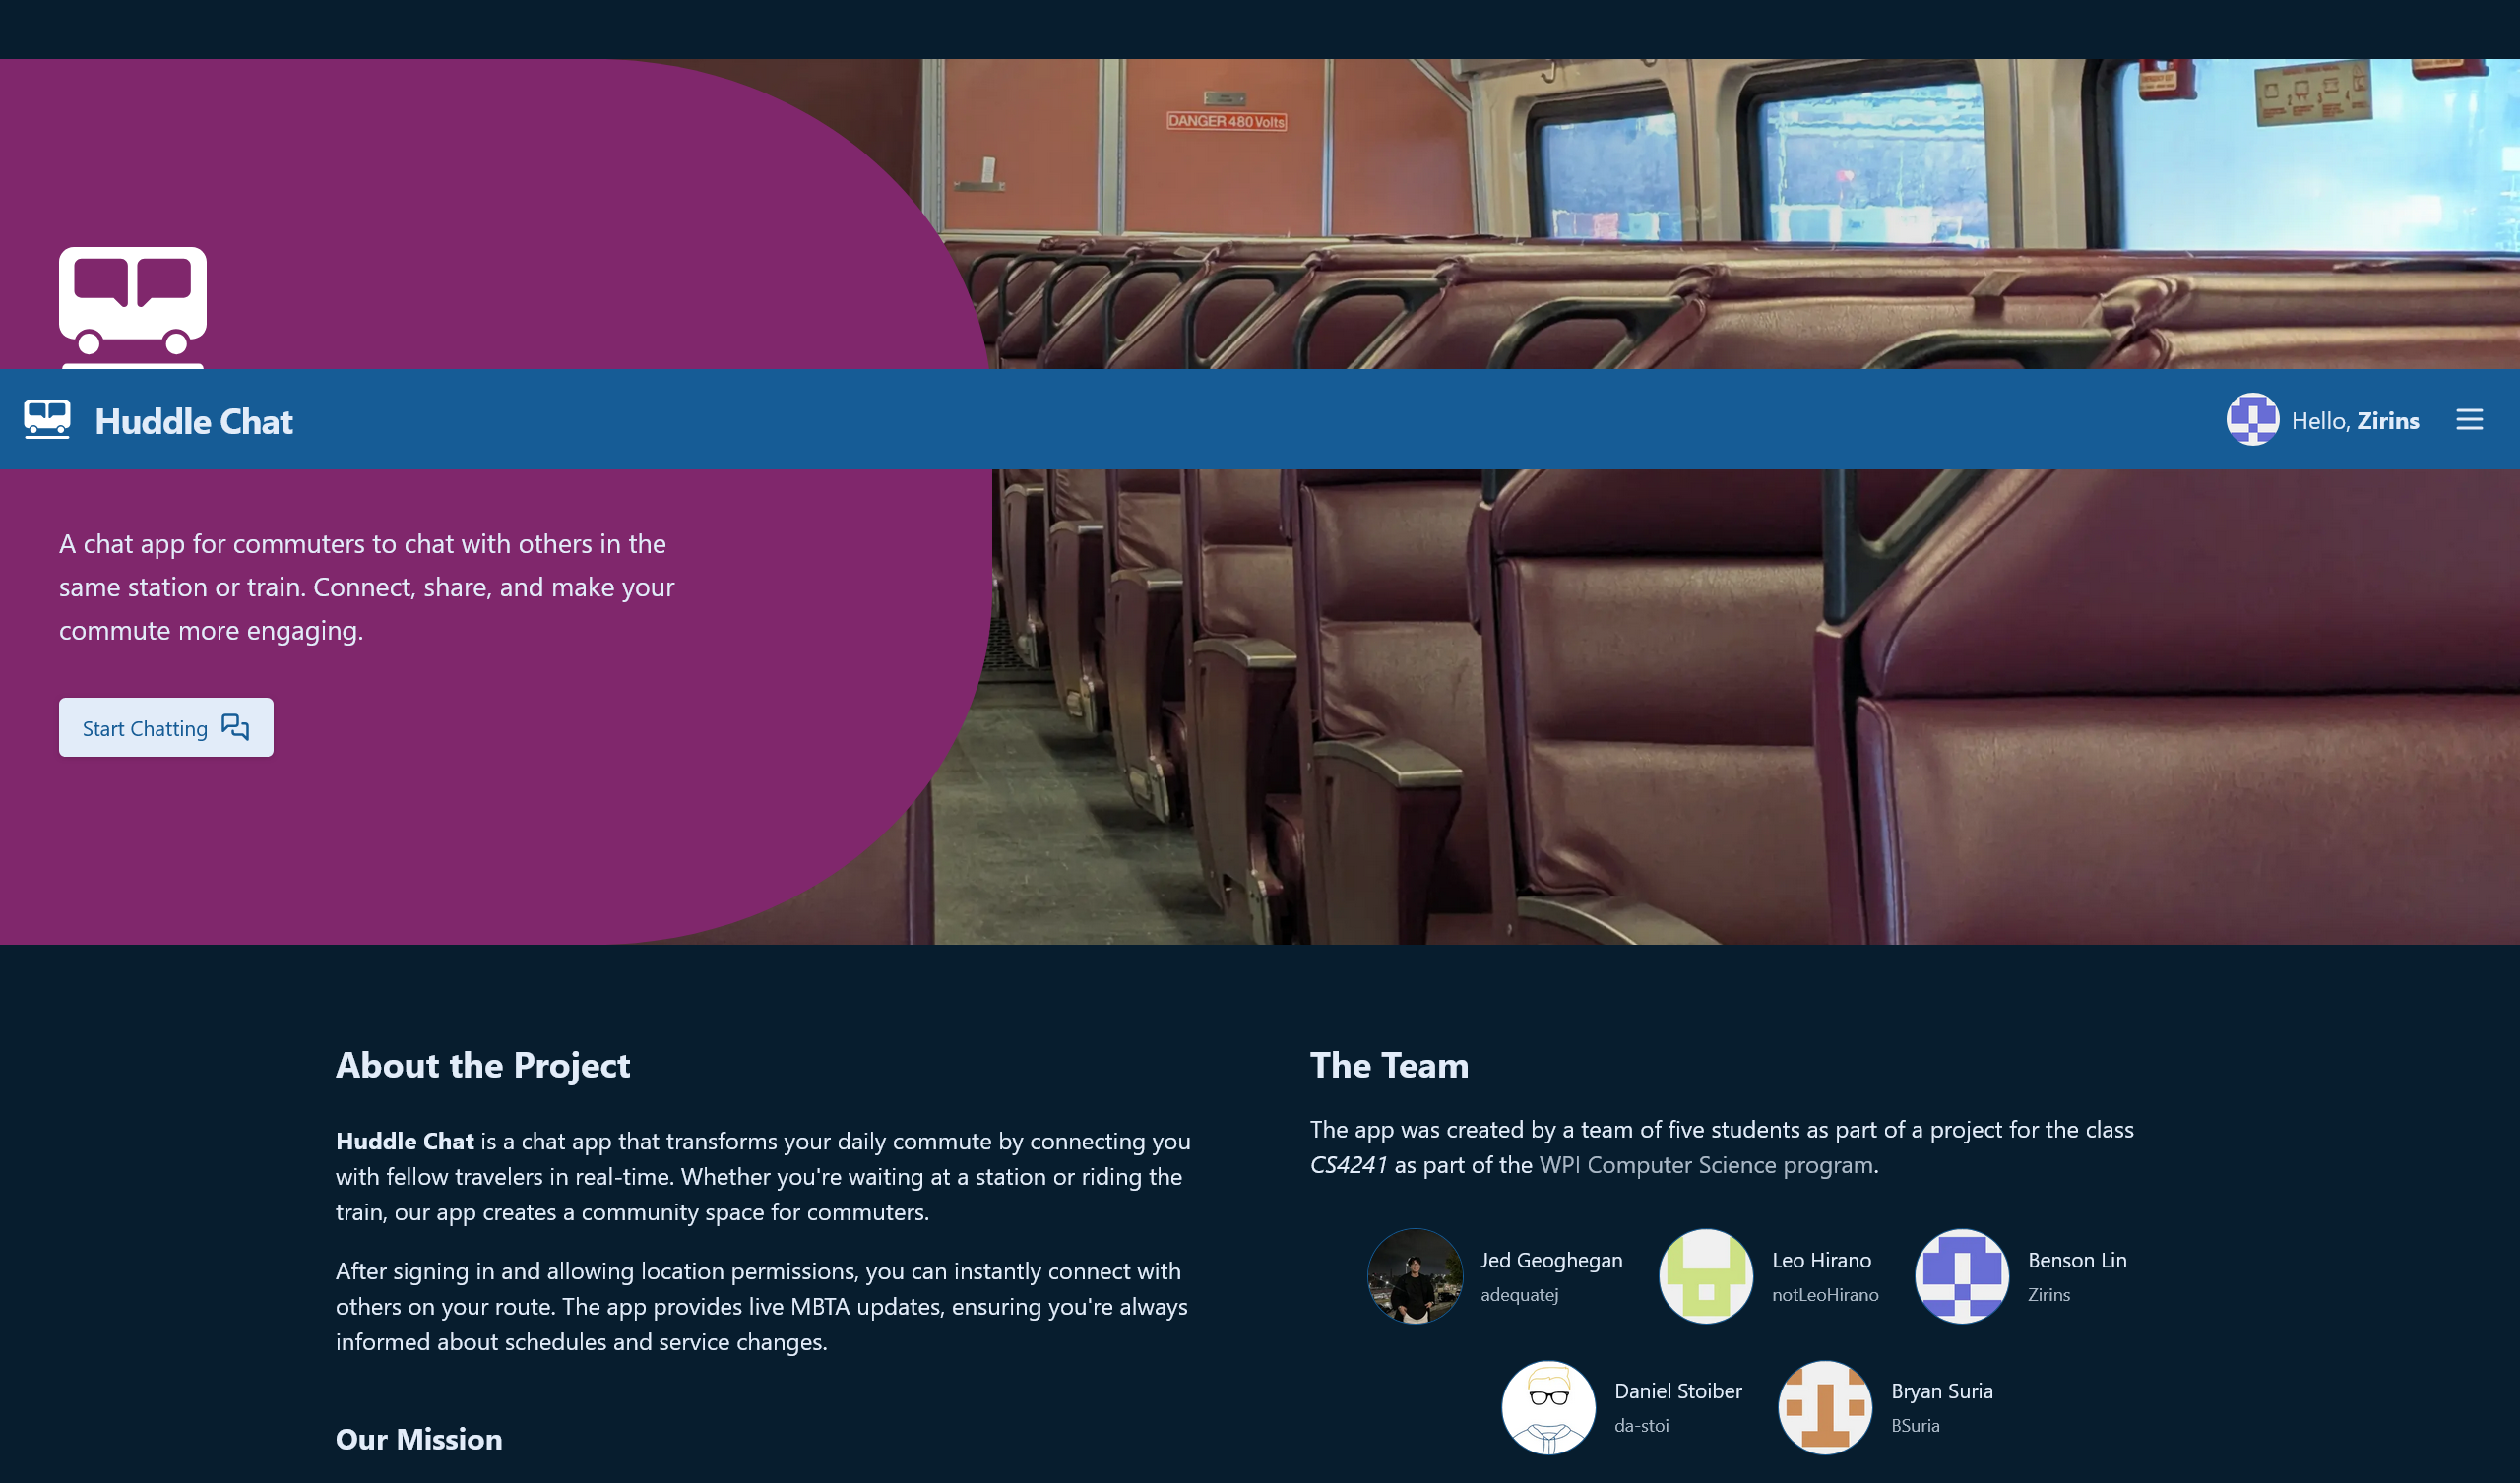 DANGER 480 Volts
Huddle Chat
Hello, Zirins
A chat app for commuters to chat with others in the
same station or train. Connect, share, and make your
commute more engaging.
Start Chatting
About the Project
Huddle Chat is a chat app that transforms your daily commute by connecting you
with fellow travelers in real-time. Whether you're waiting at a station or riding the
train, our app creates a community space for commuters.
After signing in and allowing location permissions, you can instantly connect with
others on your route. The app provides live MBTA updates, ensuring you're always
informed about schedules and service changes.
Our Mission
The Team
The app was created by a team of five students as part of a project for the class
CS4241 as part of the WPI Computer Science program.
Jed Geoghegan
adequatej
Leo Hirano
notLeoHirano
Benson Lin
Zirins
Daniel Stoiber
da-stoi
Bryan Suria
BSuria